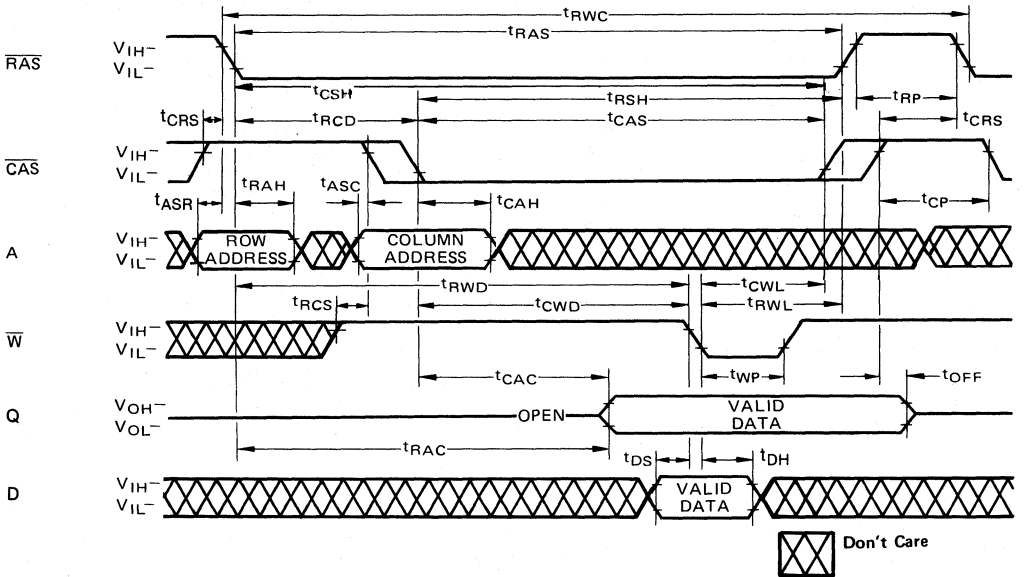 tRWC
tRAS
RAS
VIH–
VIL–
tCSH
tRSH
tRP
tCRS
tRCD
tCAS
tCRS
CAS
VIH–
VIL–
tASR
tRAH
tASC
tCAH
tCP
A
VIH–
VIL–
ROW
ADDRESS
COLUMN
ADDRESS
tRWD
tCWL
tRCS
tCWD
tRWL
W
VIH–
VIL–
tCAC
tWP
tOFF
Q
VOH–
VOL–
OPEN
VALID
DATA
tRAC
tDS
tDH
D
VIH–
VIL–
VALID
DATA
Don't Care